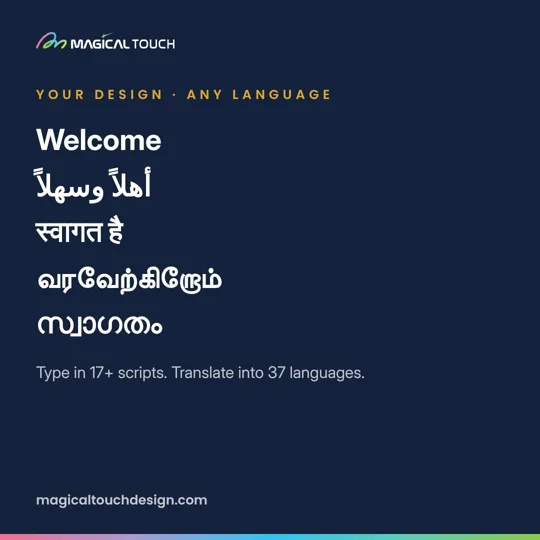 MAGICAL TOUCH
YOUR DESIGN · ANY LANGUAGE
Welcome
أهلاً وسهلاً
स्वागत है
வரவேற்கிறோம்
സ്വാഗതം
Type in 17+ scripts. Translate into 37 languages.
magicaltouchdesign.com